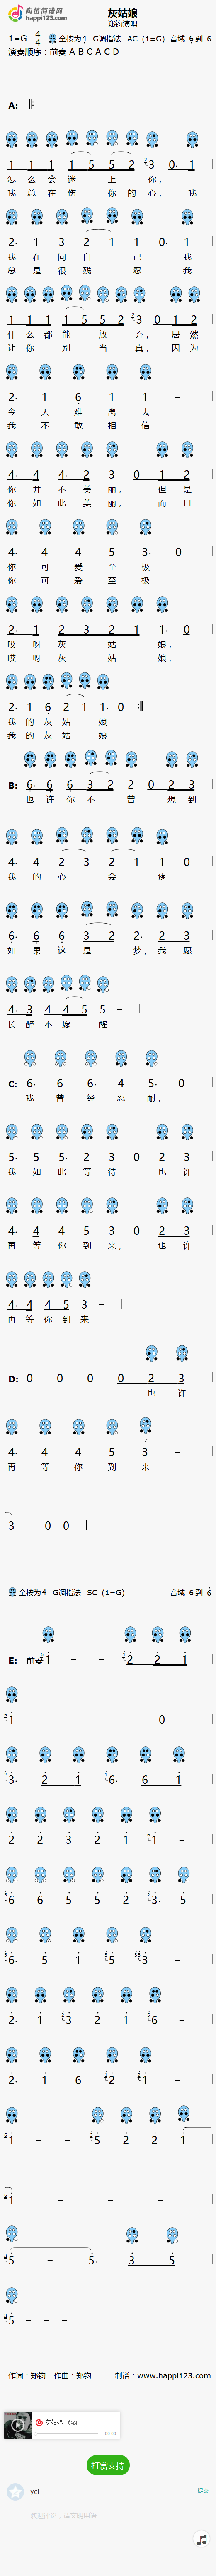 陶笛简谱网
happi123.com
灰姑娘
郑钧演唱
1=G 4/4 全按为4 G调指法 AC (1=G) 音域 6 到 6
演奏顺序：前奏 A B C A C D
A:
1 1 1 1 5 5 2 3 0. 1
怎 么 会 迷 上 你，
我 总 在 伤 你 的 心， 我
2. 1 3 2 1 1 0. 1
我 在 问 自 己 我
总 是 很 残 忍 我
1 1 1 1 5 5 2 3 0 1 2
什 么 都 能 放 弃， 居 然
让 你 别 当 真， 因 为
2. 1 6 1 1 –
今 天 难 离 去
我 不 敢 相 信
4. 4 4. 2 3 0 1 2
你 并 不 美 丽， 但 是
你 如 此 美 丽， 而 且
4. 4 4 5 3. 0
你 可 爱 至 极
你 可 爱 至 极
2. 1 2 3 2 1 1. 0
哎 呀 灰 姑 娘，
哎 呀 灰 姑 娘，
2. 1 6 2 1 1. 0
我 的 灰 姑 娘
我 的 灰 姑 娘
B: 6. 6 6 3 2 2 0 2 3
也 许 你 不 曾 想 到
4. 4 2 3 2 1 1 0
我 的 心 会 疼
6. 6 6 3 2 2. 2 3
如 果 这 是 梦， 我 愿
4. 3 4 4 5 5 –
长 醉 不 愿 醒
C: 6. 6 6. 4 5. 0
我 曾 经 忍 耐，
5. 5 5. 2 3 0 2 3
我 如 此 等 待 也 许
4. 4 4 5 3 0 2 3
再 等 你 到 来， 也 许
4. 4 4 5 3 –
再 等 你 到 来
D: 0 0 0 0 2 3
也 许
4. 4 4 5 3 –
再 等 你 到 来
3 – 0 0
全按为4 G调指法 SC (1=G) 音域 6 到 6
E: 前奏 1 – – 2 2 1
1 – – 0
3. 2 1 6. 6 1
2 2 3 2 1 1 –
6 6 5 5 2 3. 5
6. 5 1 5 3 –
2. 1 3 2 1 6 –
2. 1 6 2 1 –
1 – – 5 2 2 1
1 – – –
5 – 5. 3 5
5 – – –
作词：郑钧 作曲：郑钧 制谱：www.happi123.com
灰姑娘 - 郑钧
打赏支持
ycl
提交